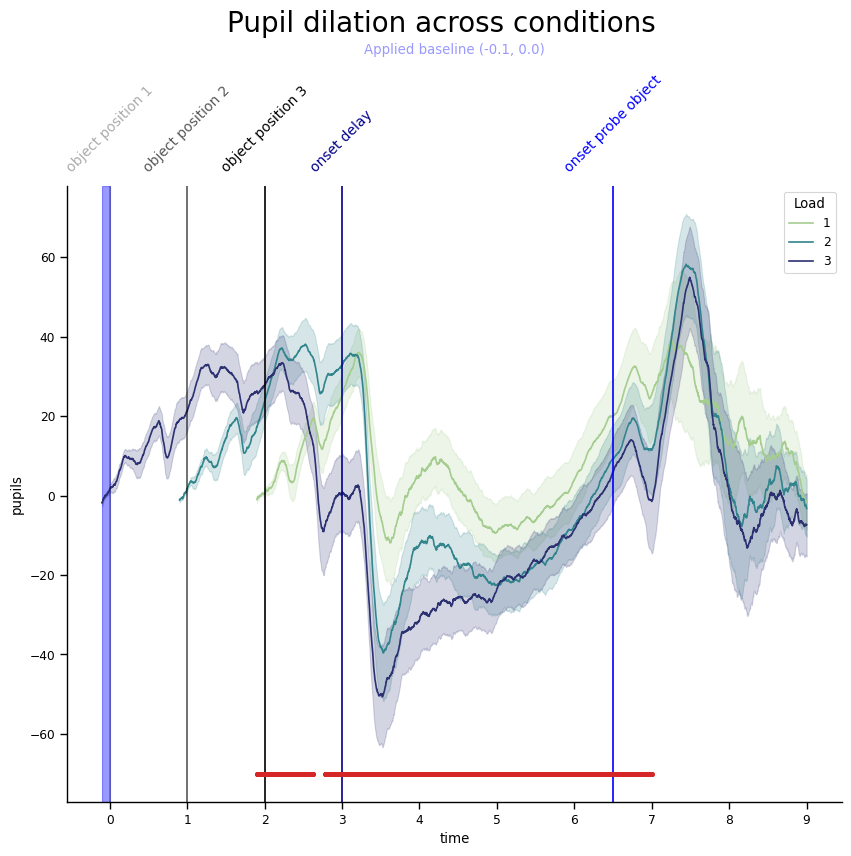 Pupil dilation across conditions
Applied baseline (-0.1, 0.0)
object position 1
object position 2
object position 3
onset delay
onset probe object
Load
1
2
3
pupils
60
40
20
0
−20
−40
−60
0 1 2 3 4 5 6 7 8 9
time